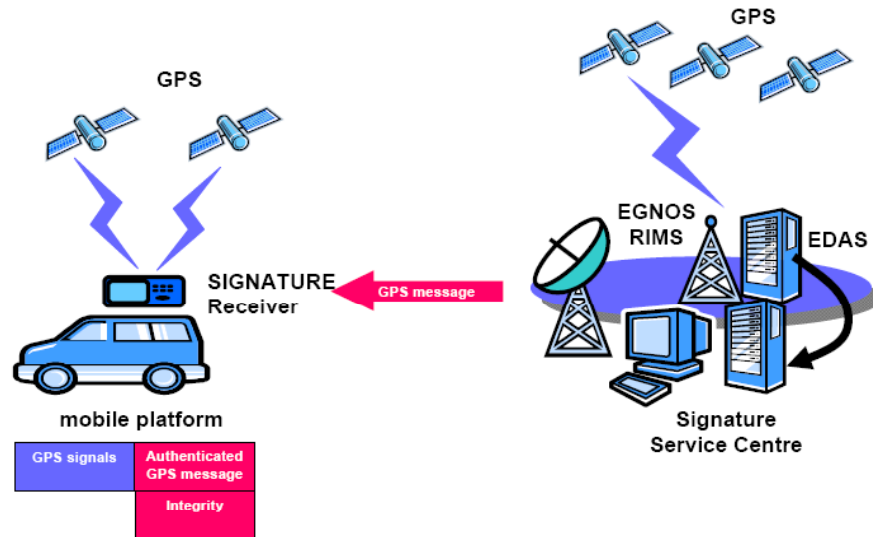 GPS
GPS
EGNOS
RIMS
EDAS
SIGNATURE
Receiver
GPS message
mobile platform
Signature
Service Centre
GPS signals
Authenticated
GPS message
Integrity